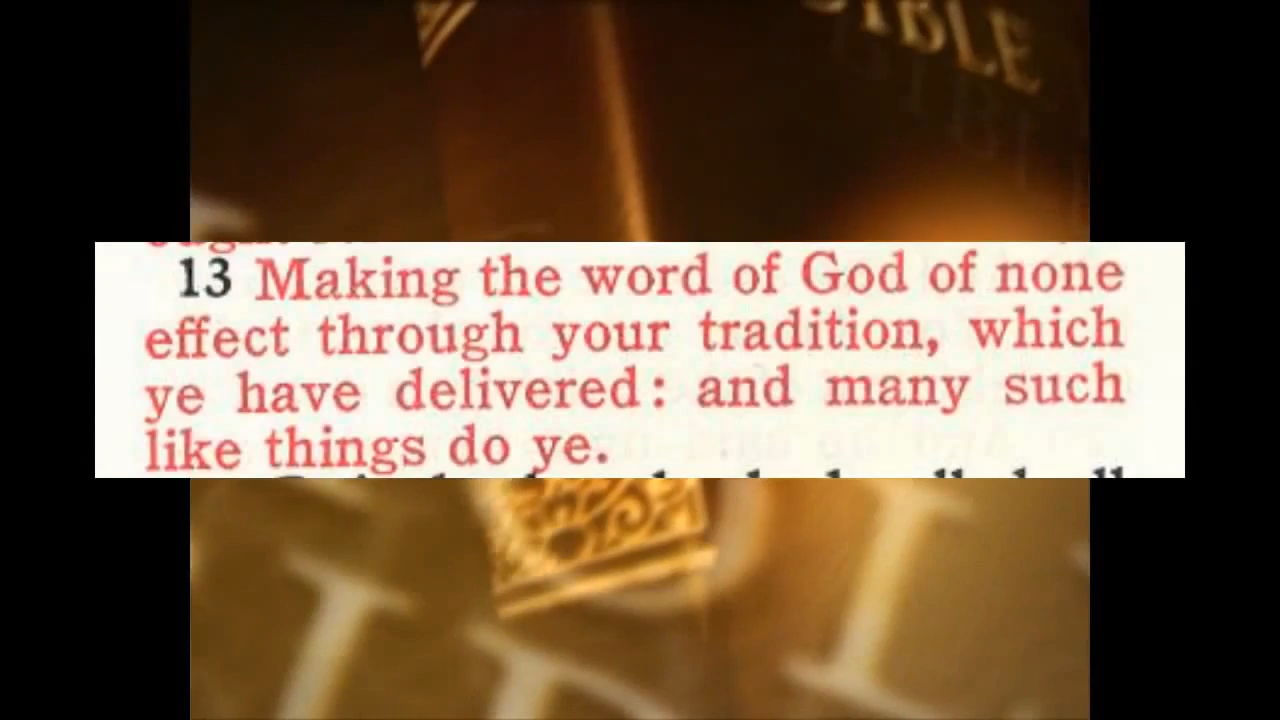 IBLE
13 Making the word of God of none
effect through your tradition, which
ye have delivered: and many such
like things do ye.